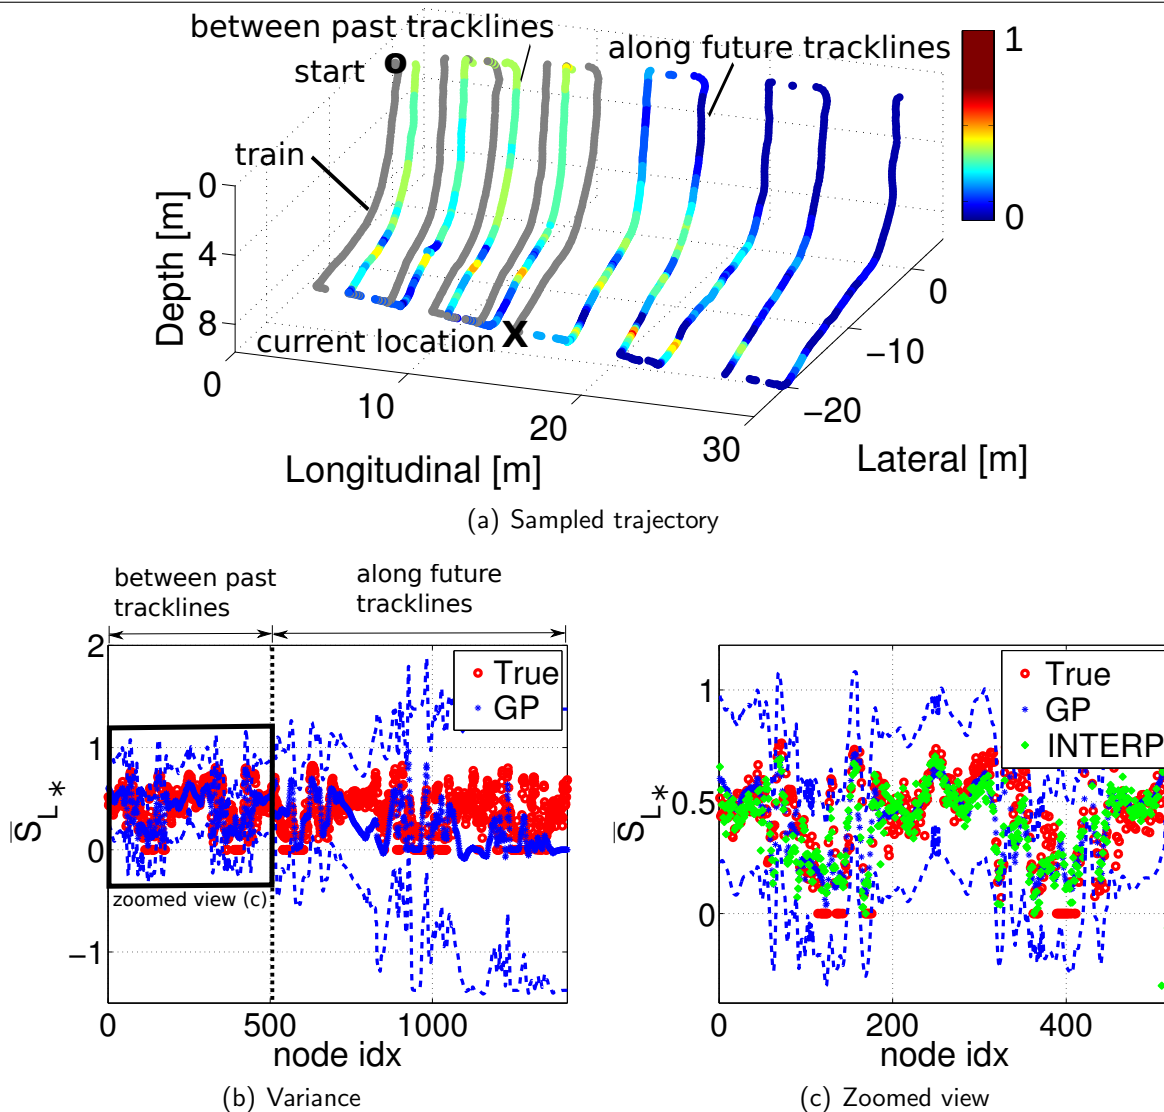 between past tracklines
along future tracklines
start
O
train
1
0
Depth [m]
0
4
8
current location X
0
10
20
30
0
−10
−20
Longitudinal [m]
Lateral [m]
(a) Sampled trajectory
between past
tracklines
along future
tracklines
2
1
0
−1
S̅L*
True
GP
zoomed view (c)
0
500
1000
node idx
(b) Variance
1
0.5
0
S̅L*
True
GP
INTERP
0
200
400
node idx
(c) Zoomed view